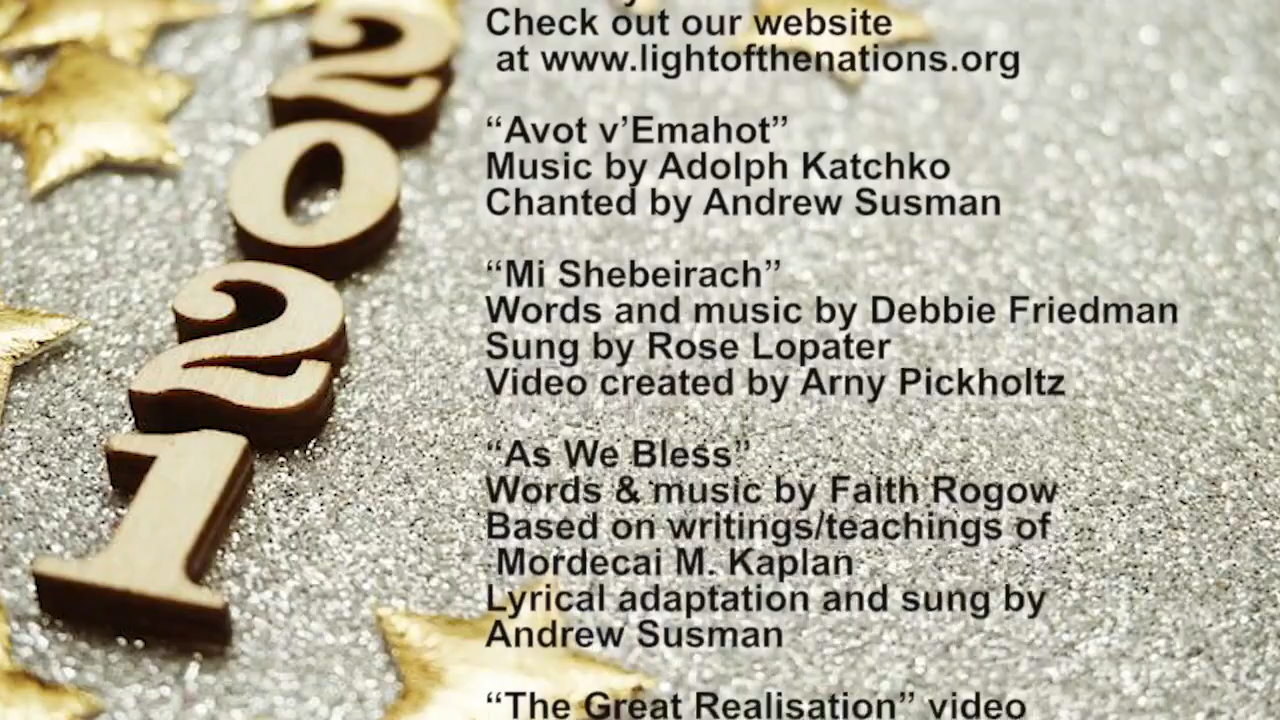 2021
Check out our website
at www.lightofthenations.org
“Avot v’Emahot”
Music by Adolph Katchko
Chanted by Andrew Susman
“Mi Shebeirach”
Words and music by Debbie Friedman
Sung by Rose Lopater
Video created by Arny Pickholtz
“As We Bless”
Words & music by Faith Rogow
Based on writings/teachings of
Mordecai M. Kaplan
Lyrical adaptation and sung by
Andrew Susman
“The Great Realisation” video